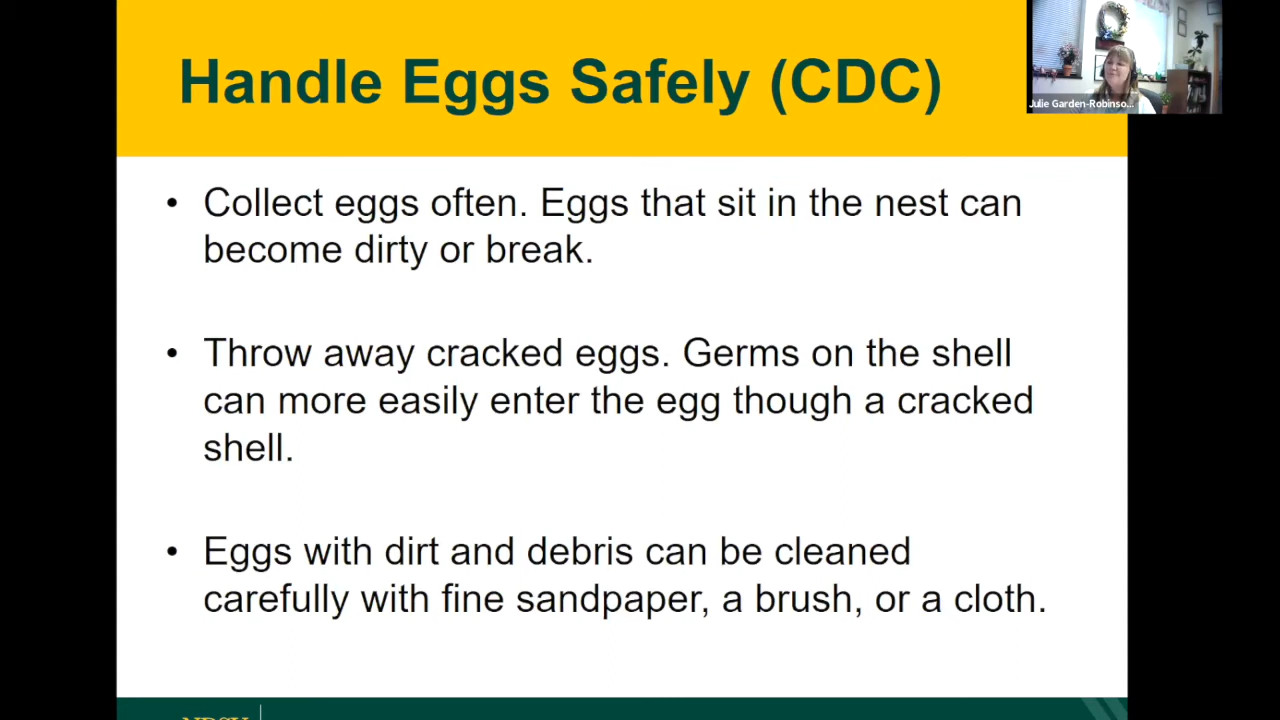 Handle Eggs Safely (CDC)
Julie Garden-Robinso...
• Collect eggs often. Eggs that sit in the nest can
become dirty or break.
• Throw away cracked eggs. Germs on the shell
can more easily enter the egg though a cracked
shell.
• Eggs with dirt and debris can be cleaned
carefully with fine sandpaper, a brush, or a cloth.
NDSU